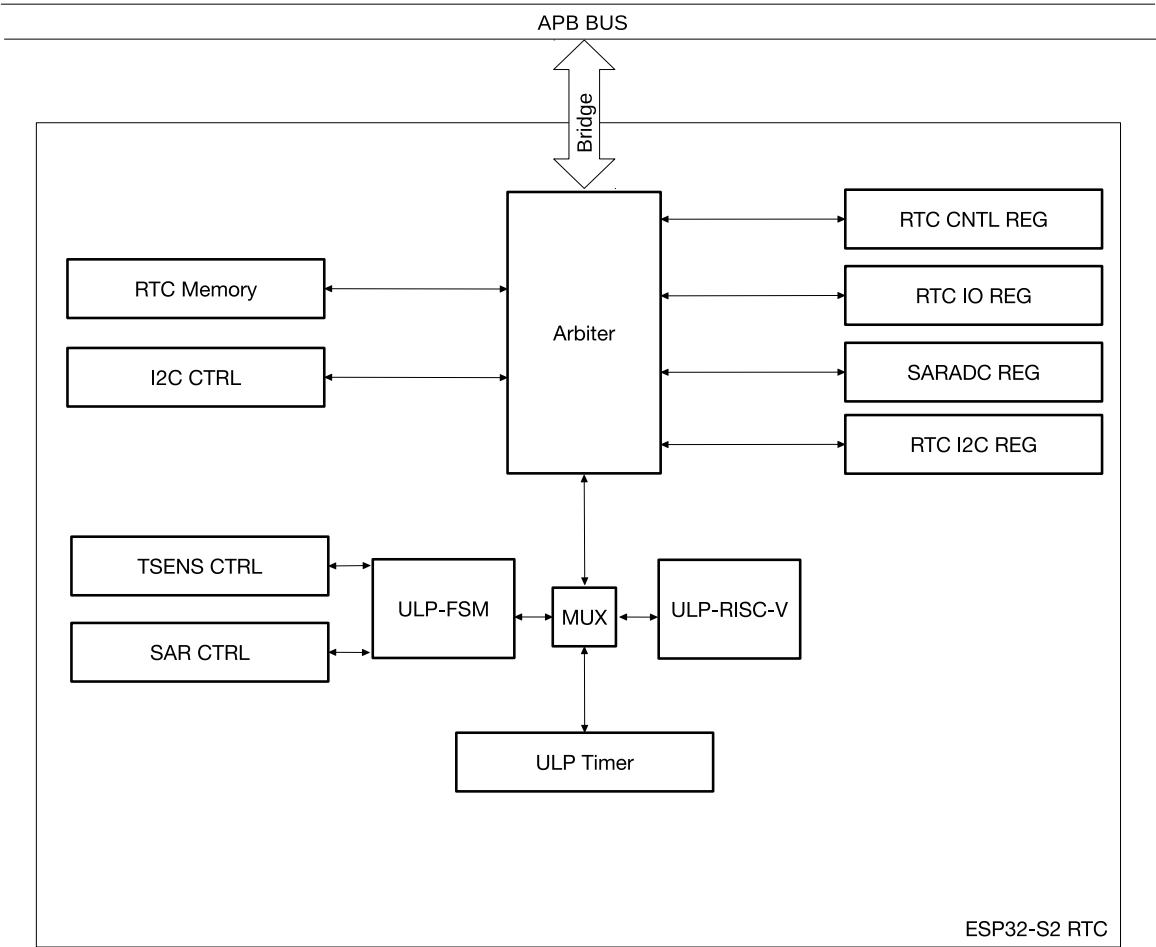 APB BUS
Bridge
RTC CNTL REG
RTC Memory
RTC IO REG
Arbiter
I2C CTRL
SARADC REG
RTC I2C REG
TSENS CTRL
ULP-FSM
MUX
ULP-RISC-V
SAR CTRL
ULP Timer
ESP32-S2 RTC